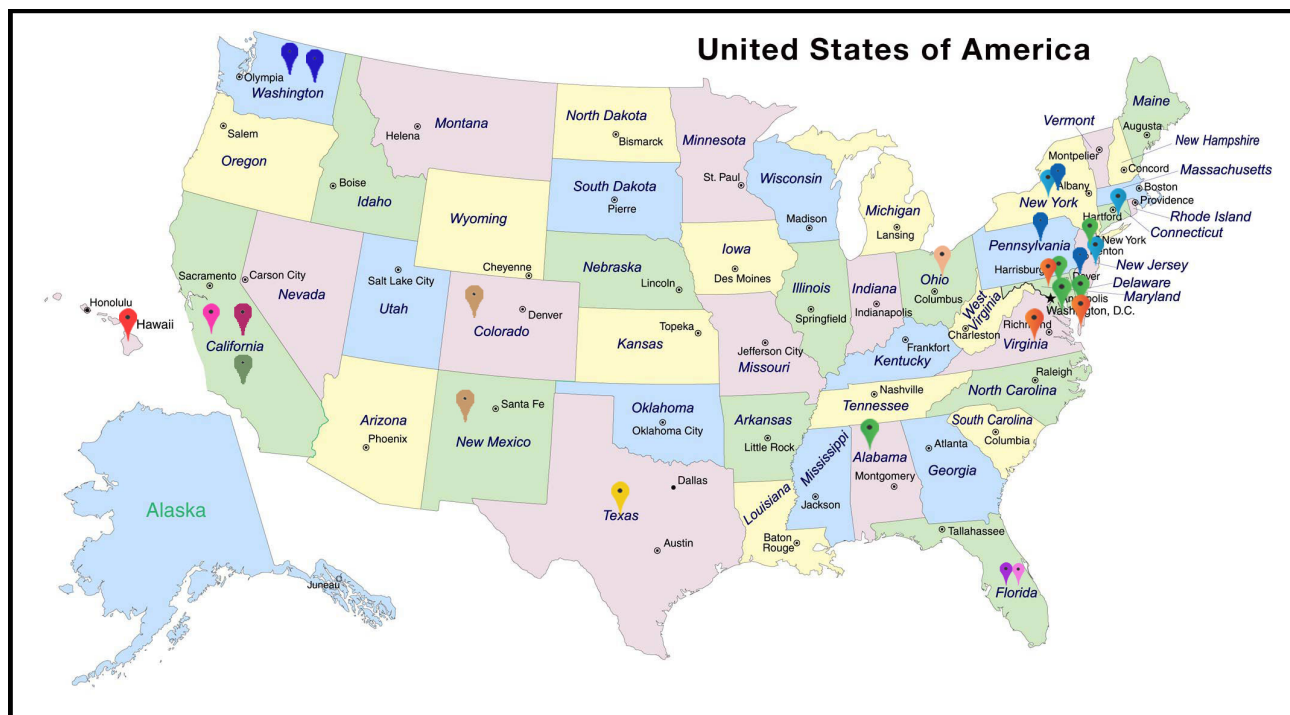 United States of America
Olympia
Washington
Salem
Oregon
Helena
Montana
Boise
Idaho
North Dakota
Bismarck
South Dakota
Pierre
Minnesota
St. Paul
Wisconsin
Madison
Michigan
Lansing
Maine
Augusta
Vermont
Montpelier
New Hampshire
Concord
Massachusetts
Boston
Providence
Albany
New York
Hartford
Rhode Island
Connecticut
Wyoming
Cheyenne
Nebraska
Lincoln
Iowa
Des Moines
Illinois
Springfield
Indiana
Indianapolis
Ohio
Columbus
Pennsylvania
Harrisburg
New York
New Jersey
Delaware
Maryland
Washington, D.C.
West
Virginia
Charleston
Richmond
Virginia
Sacramento
Carson City
Nevada
California
Salt Lake City
Utah
Denver
Colorado
Topeka
Kansas
Jefferson City
Missouri
Frankfort
Kentucky
Nashville
Tennessee
Raleigh
North Carolina
South Carolina
Columbia
Honolulu
Hawaii
Arizona
Phoenix
Santa Fe
New Mexico
Oklahoma
Oklahoma City
Arkansas
Little Rock
Mississippi
Jackson
Alabama
Montgomery
Atlanta
Georgia
Dallas
Texas
Austin
Louisiana
Baton
Rouge
Tallahassee
Florida
Alaska
Juneau